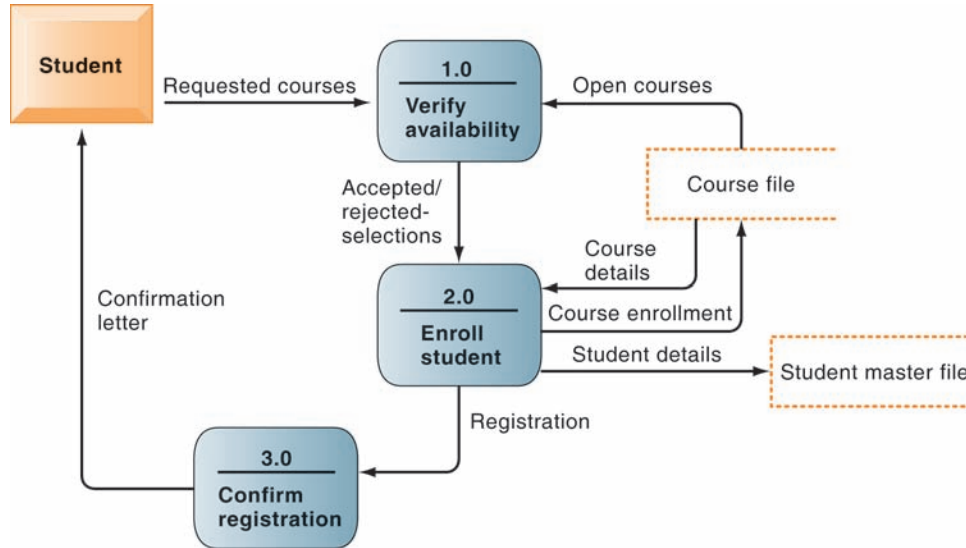 Student
Requested courses
1.0
Verify
availability
Open courses
Course file
Accepted/
rejected-
selections
Course
details
2.0
Enroll
student
Course enrollment
Student details
Student master file
Confirmation
letter
Registration
3.0
Confirm
registration